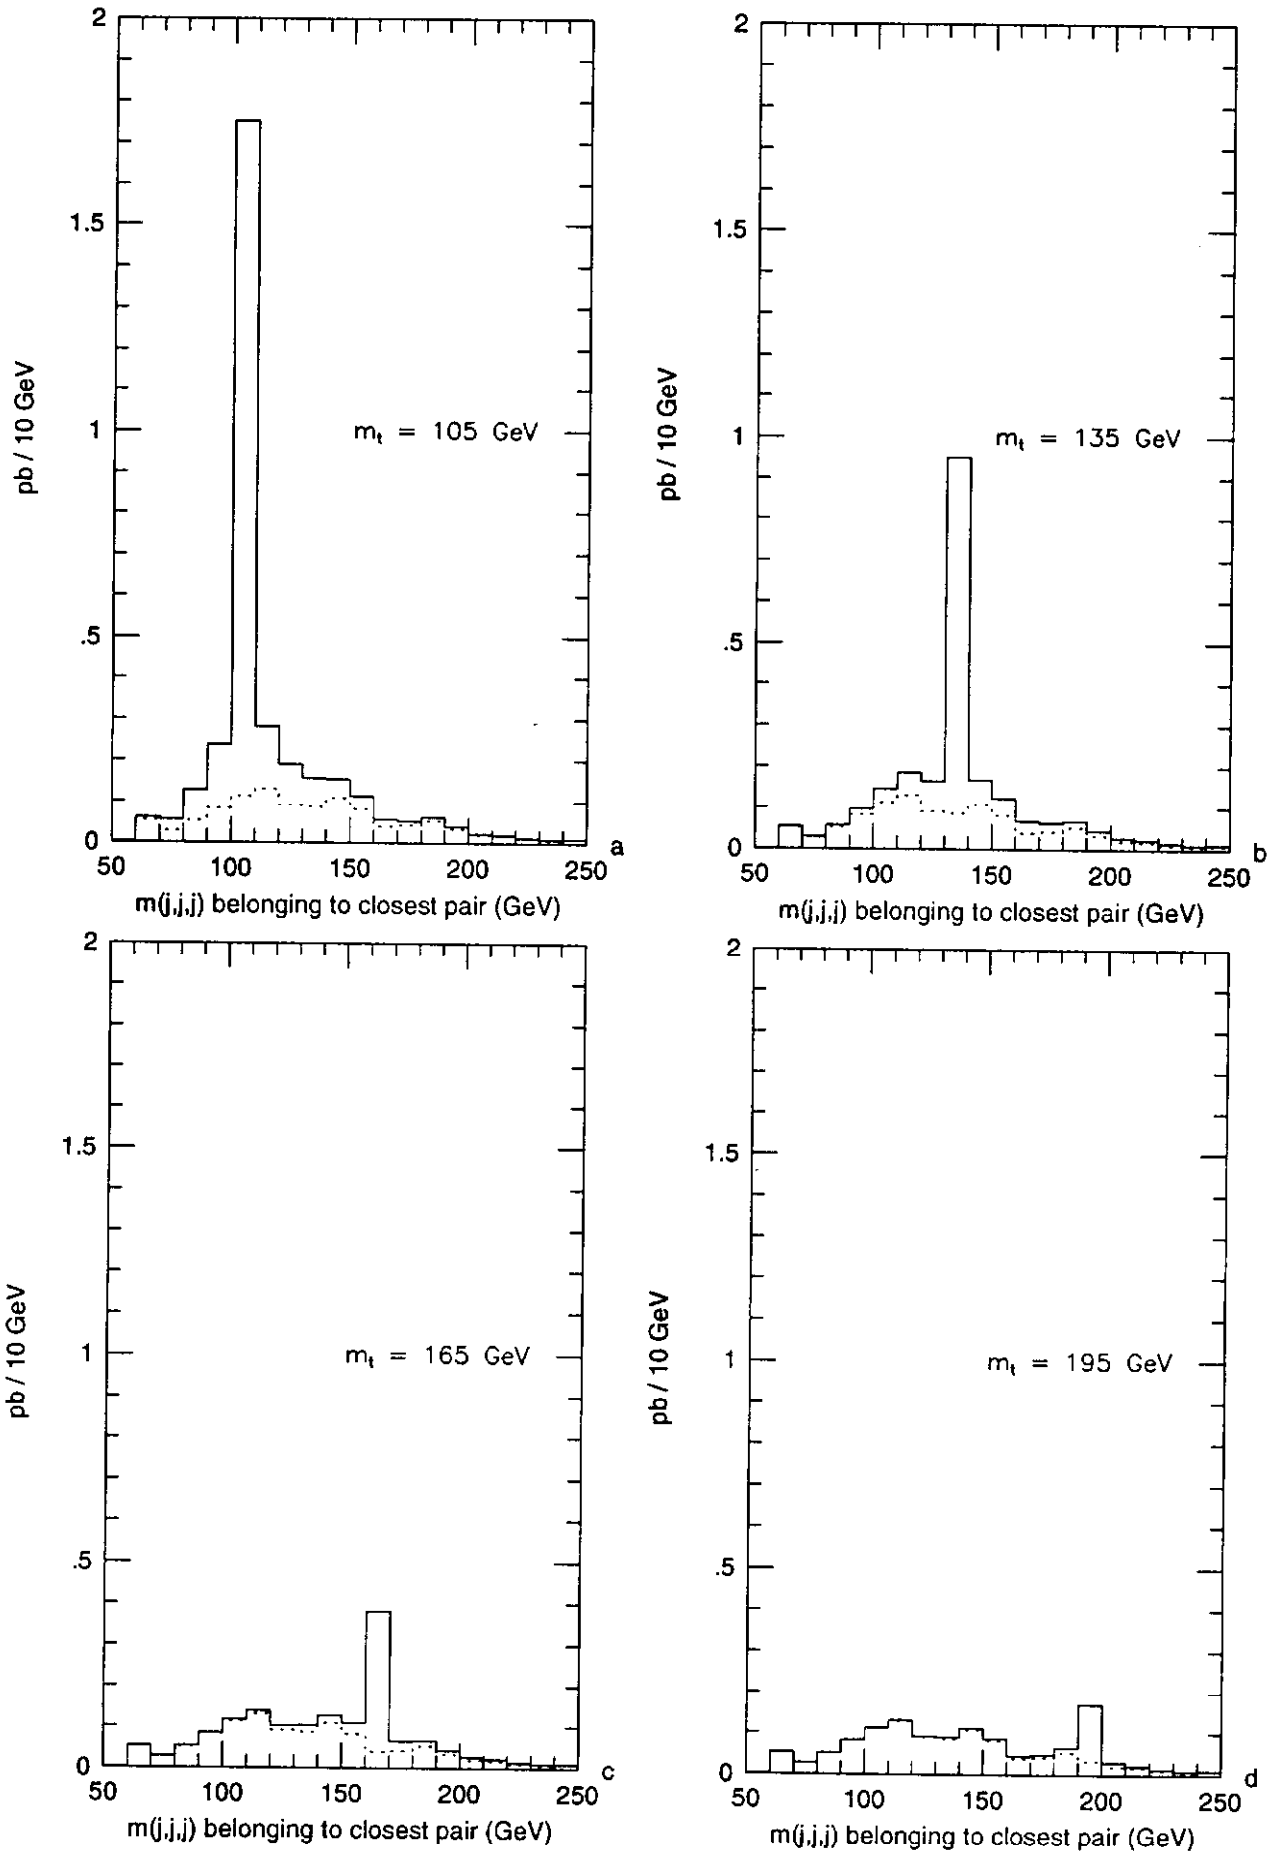 2
1.5
1
.5
0
pb / 10 GeV
mₜ = 105 GeV
50 100 150 200 250
a
m(j,j,j) belonging to closest pair (GeV)
2
1.5
1
.5
0
pb / 10 GeV
mₜ = 135 GeV
50 100 150 200 250
b
m(j,j,j) belonging to closest pair (GeV)
2
1.5
1
.5
0
pb / 10 GeV
mₜ = 165 GeV
50 100 150 200 250
c
m(j,j,j) belonging to closest pair (GeV)
2
1.5
1
.5
0
pb / 10 GeV
mₜ = 195 GeV
50 100 150 200 250
d
m(j,j,j) belonging to closest pair (GeV)